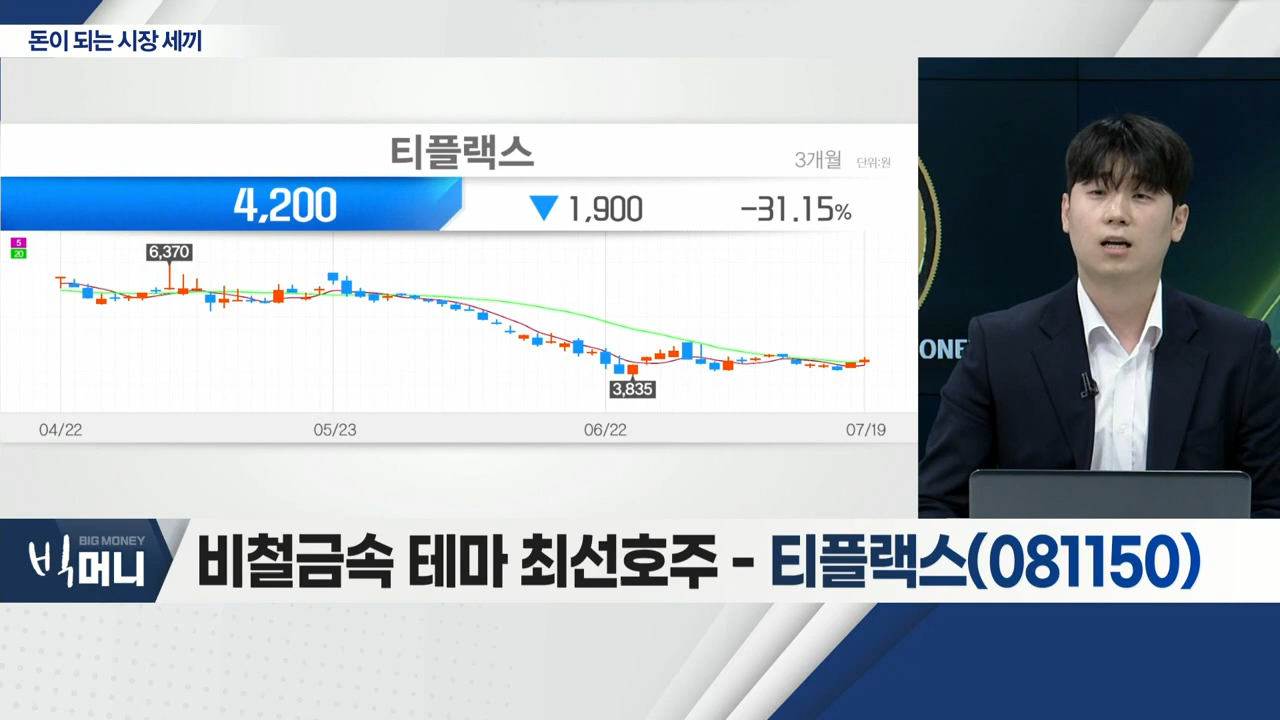 돈이 되는 시장 세끼
티플랙스
3개월 단위:원
4,200 ▼ 1,900 -31.15%
5
20
6,370
3,835
04/22 05/23 06/22 07/19
ONE
BIG MONEY
빅머니
비철금속 테마 최선호주 - 티플랙스(081150)